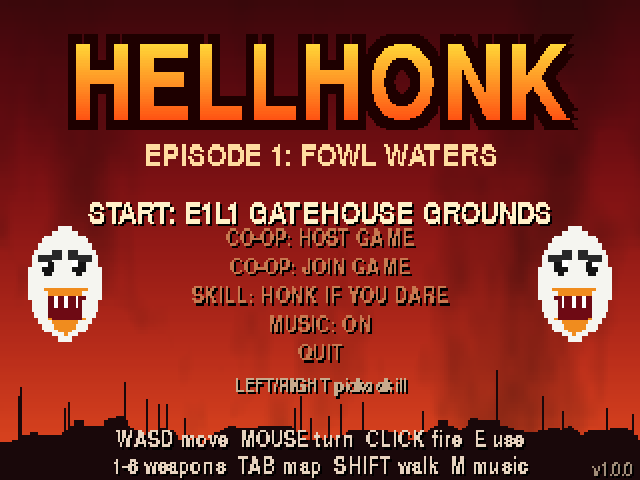 HELLHONK
EPISODE 1: FOWL WATERS
START: E1L1 GATEHOUSE GROUNDS
CO-OP: HOST GAME
CO-OP: JOIN GAME
SKILL: HONK IF YOU DARE
MUSIC: ON
QUIT
LEFT/RIGHT picks skill
WASD move MOUSE turn CLICK fire E use
1-6 weapons TAB map SHIFT walk M music
v1.0.0